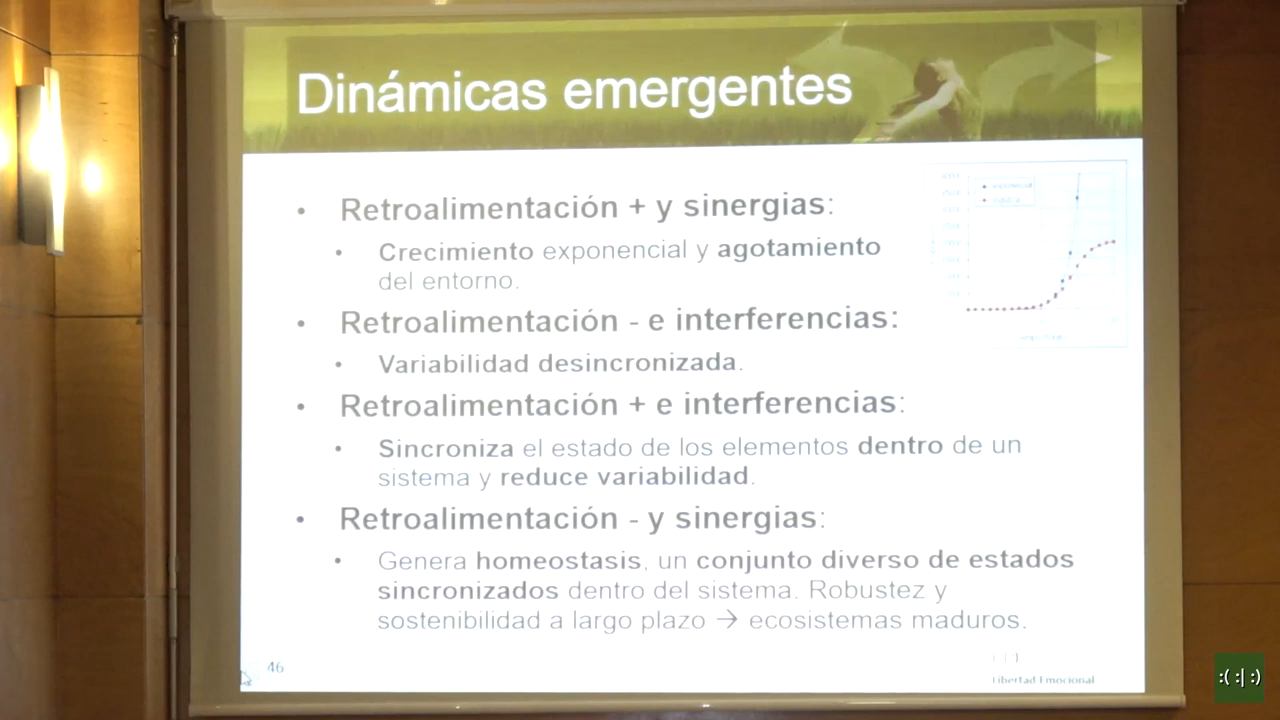 Dinámicas emergentes
• Retroalimentación + y sinergias:
• Crecimiento exponencial y agotamiento
del entorno.
• Retroalimentación - e interferencias:
• Variabilidad desincronizada.
• Retroalimentación + e interferencias:
• Sincroniza el estado de los elementos dentro de un
sistema y reduce variabilidad.
• Retroalimentación - y sinergias:
• Genera homeostasis, un conjunto diverso de estados
sincronizados dentro del sistema. Robustez y
sostenibilidad a largo plazo → ecosistemas maduros.
46
Libertad Emocional
:( :| :)